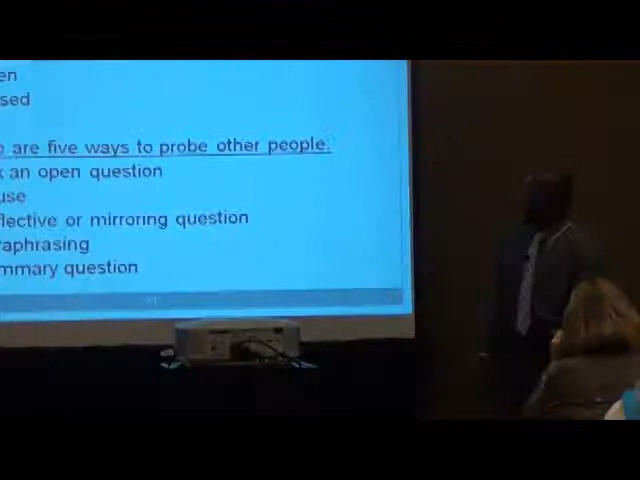 en
sed
are five ways to probe other people:
an open question
use
flective or mirroring question
raphrasing
mmary question